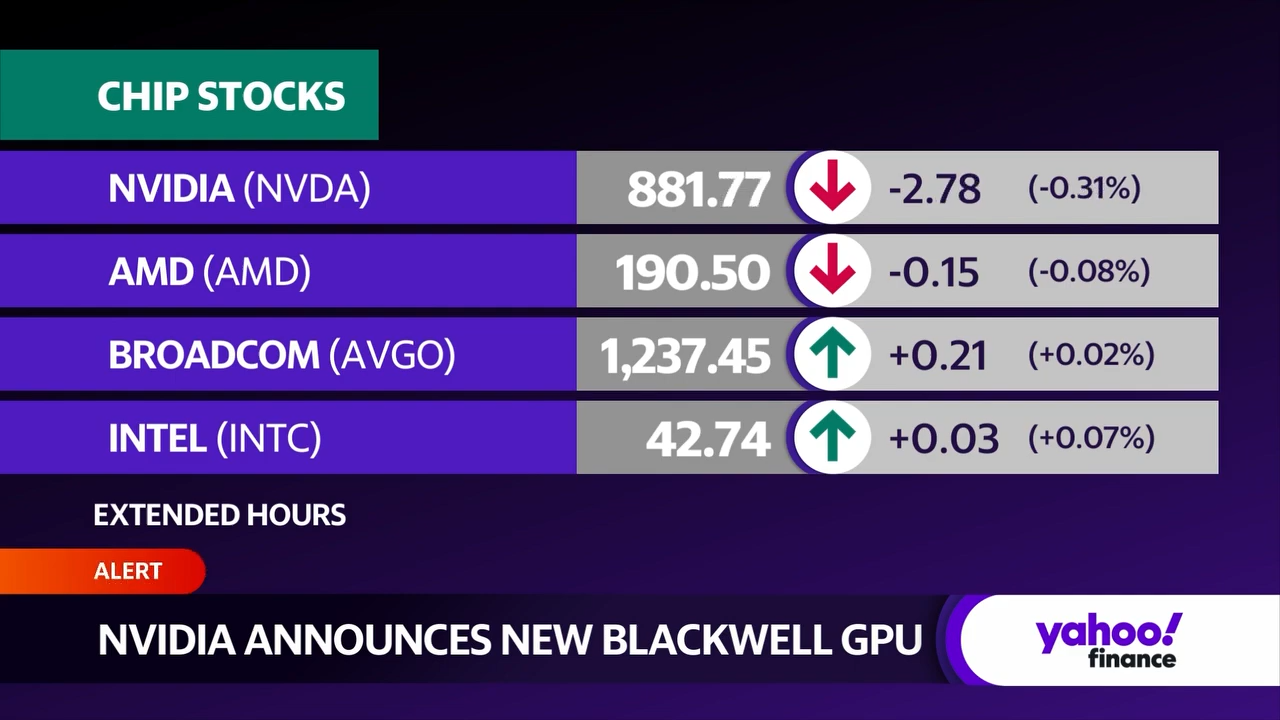 CHIP STOCKS
NVIDIA (NVDA) 881.77 -2.78 (-0.31%)
AMD (AMD) 190.50 -0.15 (-0.08%)
BROADCOM (AVGO) 1,237.45 +0.21 (+0.02%)
INTEL (INTC) 42.74 +0.03 (+0.07%)
EXTENDED HOURS
ALERT
NVIDIA ANNOUNCES NEW BLACKWELL GPU
yahoo!
finance